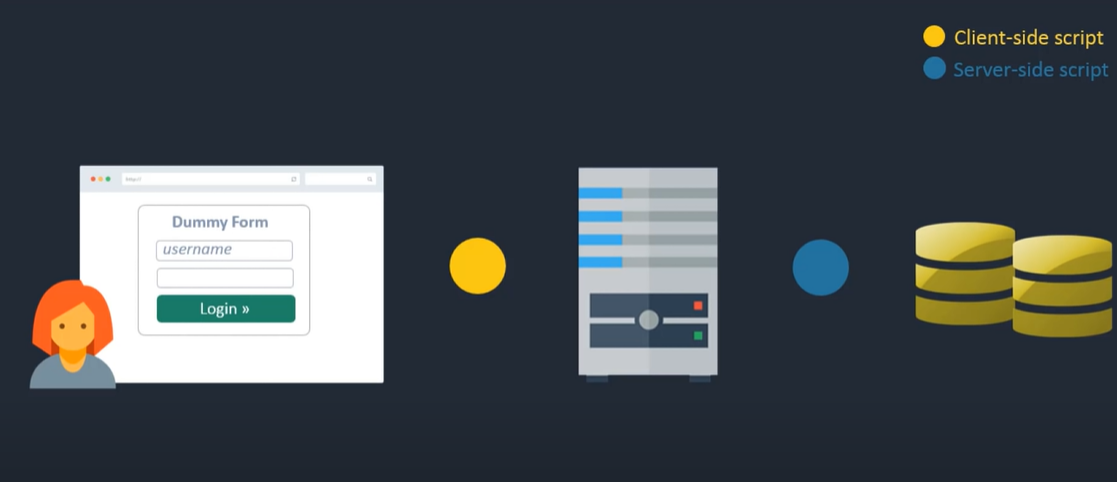 Client-side script
Server-side script
Dummy Form
username
Login »